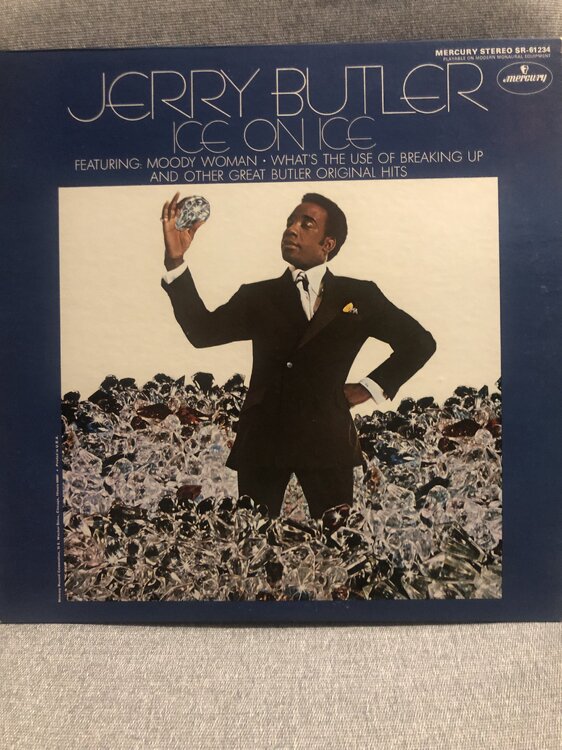 MERCURY STEREO SR-61234
PLAYABLE ON MODERN MONAURAL EQUIPMENT
mercury
JERRY BUTLER
ICE ON ICE
FEATURING: MOODY WOMAN • WHAT'S THE USE OF BREAKING UP
AND OTHER GREAT BUTLER ORIGINAL HITS